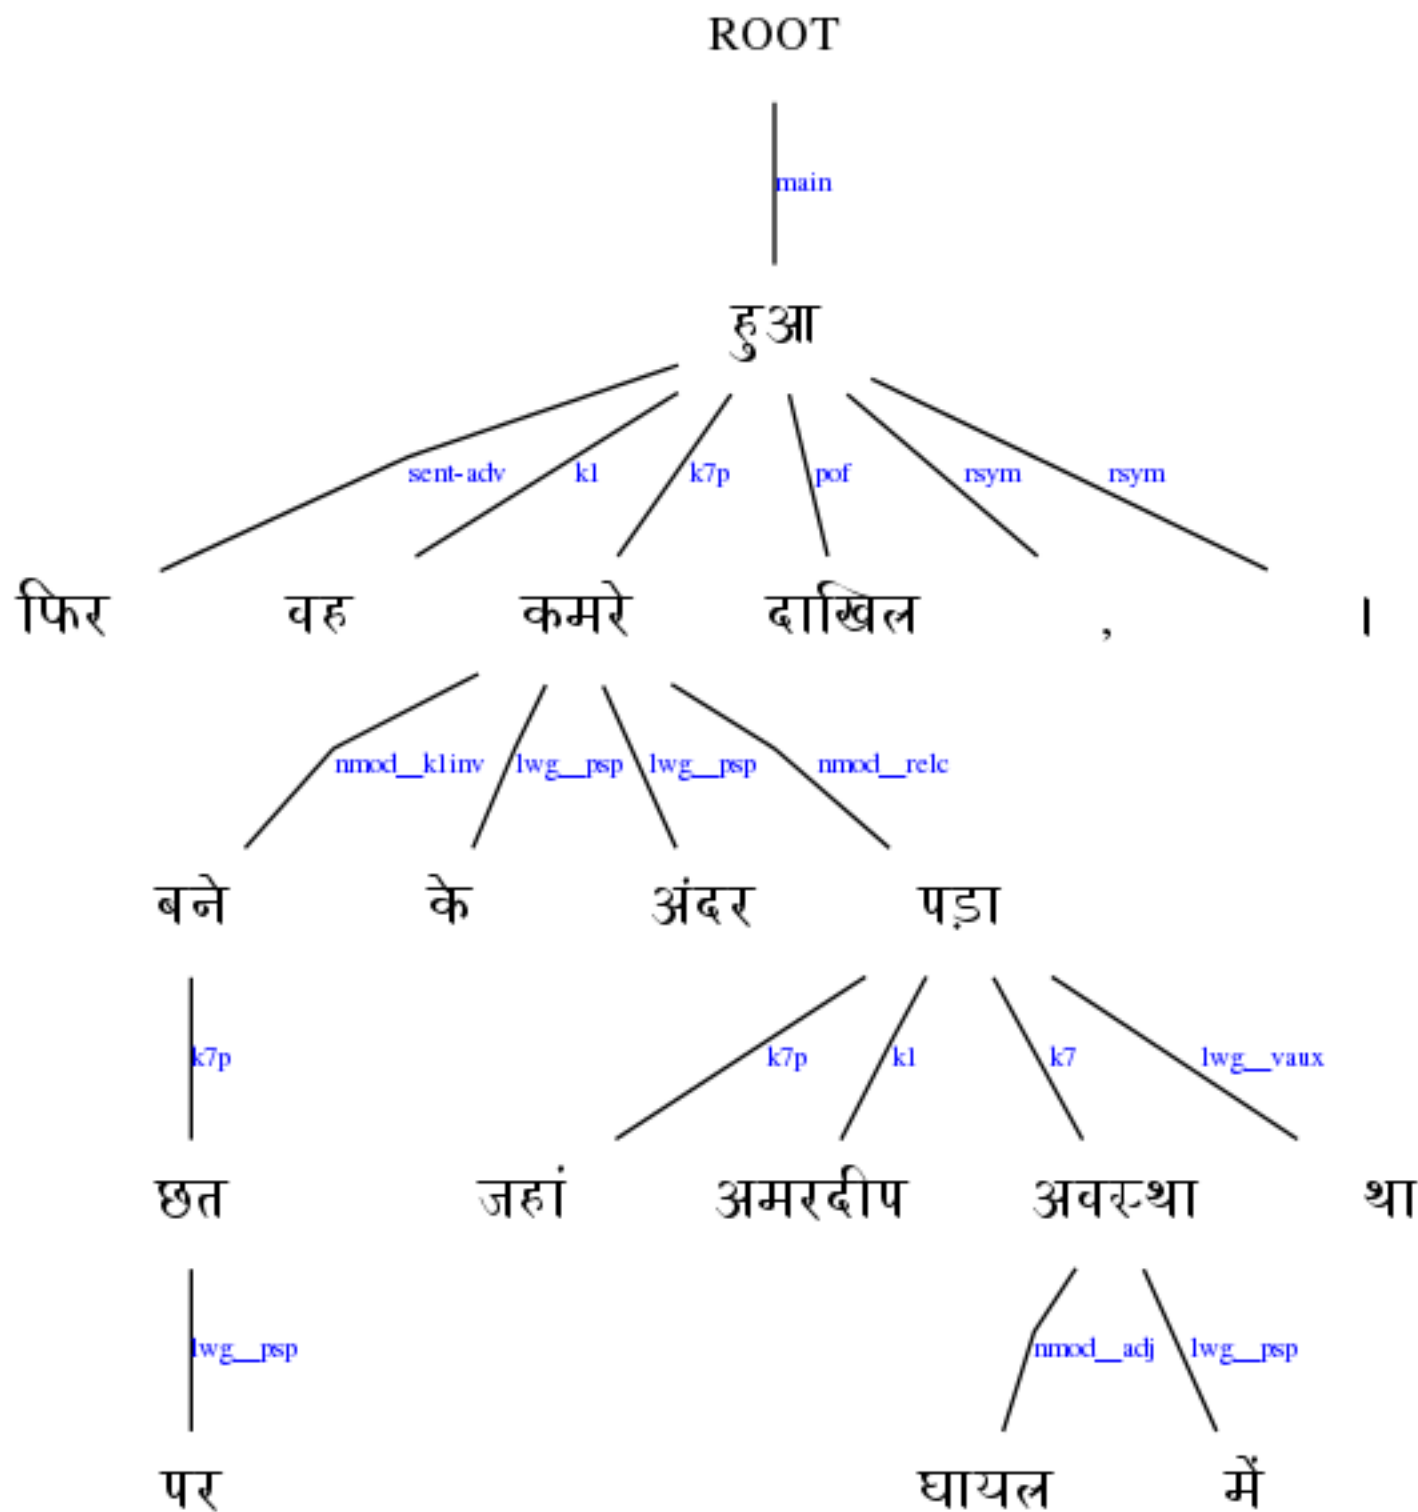 ROOT
main
हुआ
sent-adv k1 k7p pof rsym rsym
फिर वह कमरे दाखिल , ।
nmod__k1inv lwg__psp lwg__psp nmod__relc
बने के अंदर पड़ा
k7p k7p k1 k7 lwg__vaux
छत जहां अमरदीप अवस्था था
lwg__psp nmod__adj lwg__psp
पर घायल में